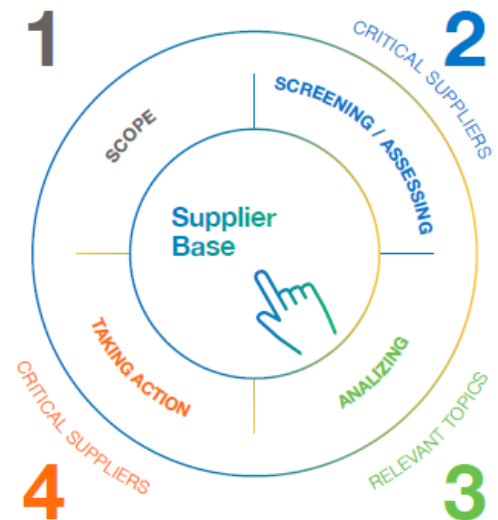 1
SCOPE
2
CRITICAL SUPPLIERS
SCREENING / ASSESSING
Supplier
Base
3
ANALIZING
RELEVANT TOPICS
4
TAKING ACTION
CRITICAL SUPPLIERS